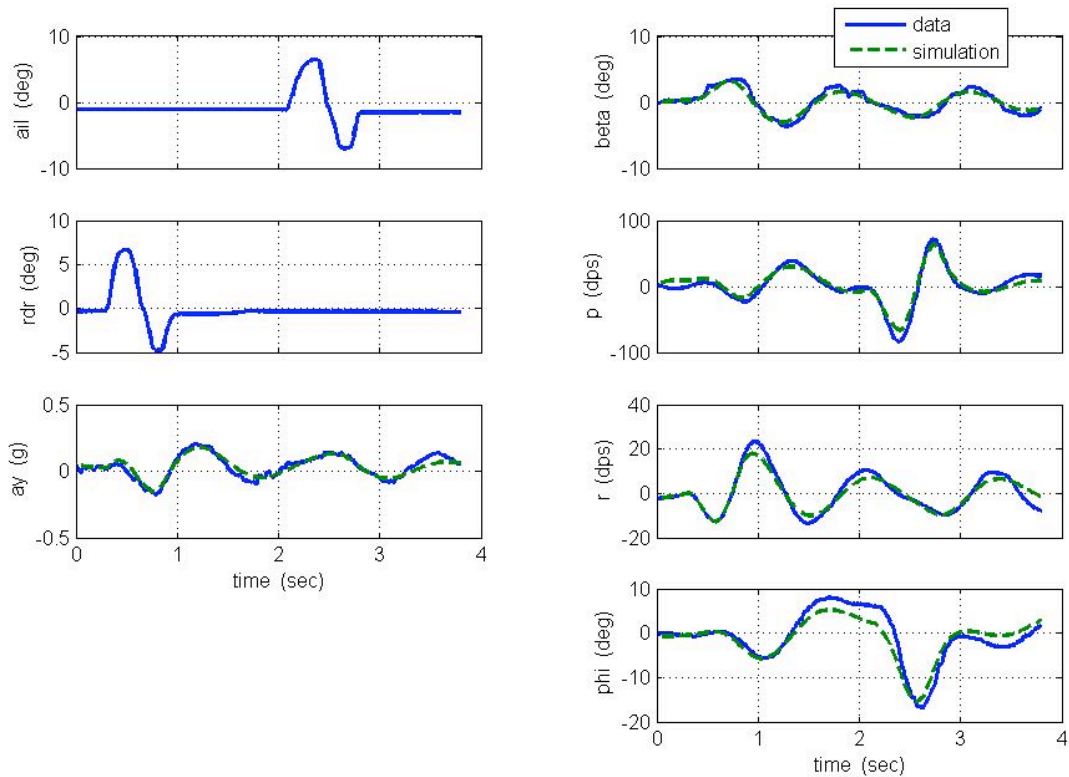 ail (deg)
10
0
-10
rdr (deg)
10
5
0
-5
ay (g)
0.5
0
-0.5
0 1 2 3 4
time (sec)
data
simulation
beta (deg)
10
0
-10
p (dps)
100
0
-100
r (dps)
40
20
0
-20
phi (deg)
10
0
-10
-20
0 1 2 3 4
time (sec)